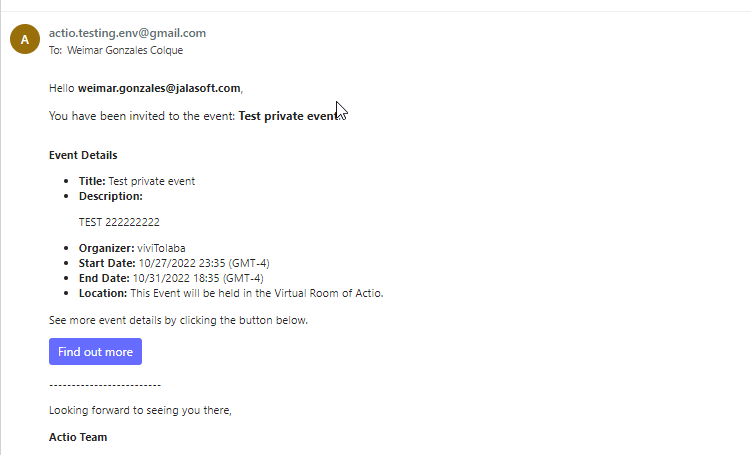 A
actio.testing.env@gmail.com
To: Weimar Gonzales Colque
Hello weimar.gonzales@jalasoft.com,
You have been invited to the event: Test private event.
Event Details
• Title: Test private event
• Description:
TEST 222222222
• Organizer: viviTolaba
• Start Date: 10/27/2022 23:35 (GMT-4)
• End Date: 10/31/2022 18:35 (GMT-4)
• Location: This Event will be held in the Virtual Room of Actio.
See more event details by clicking the button below.
Find out more
-------------------------
Looking forward to seeing you there,
Actio Team